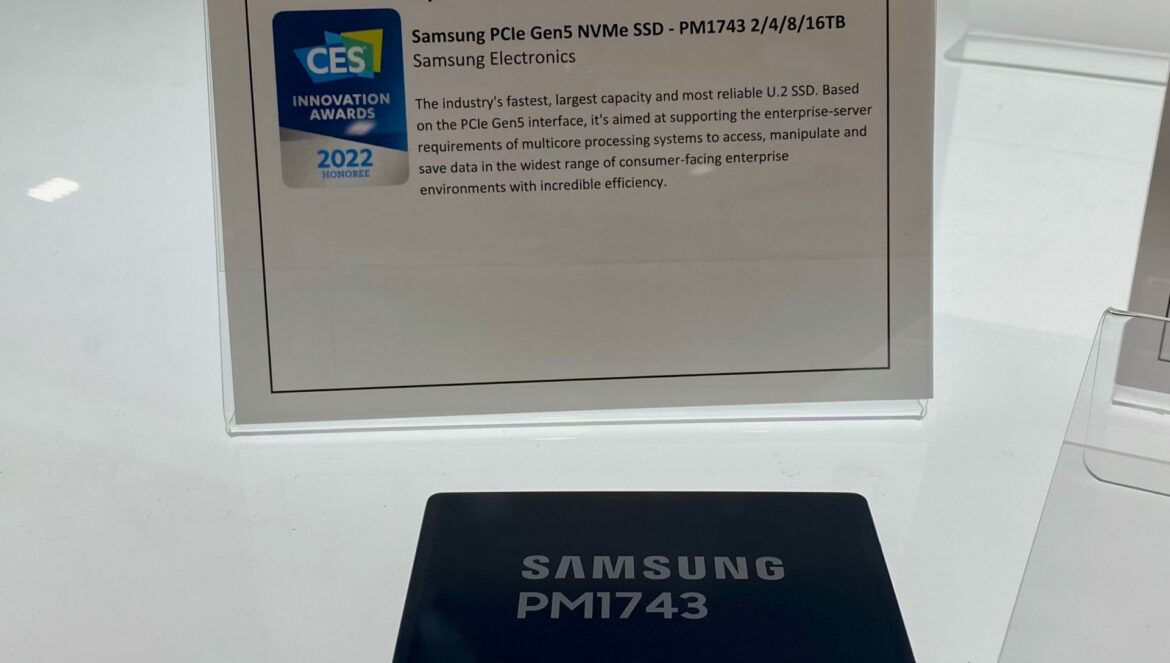 CES
INNOVATION
AWARDS
2022
HONOREE
Samsung PCIe Gen5 NVMe SSD - PM1743 2/4/8/16TB
Samsung Electronics
The industry's fastest, largest capacity and most reliable U.2 SSD. Based
on the PCIe Gen5 interface, it's aimed at supporting the enterprise-server
requirements of multicore processing systems to access, manipulate and
save data in the widest range of consumer-facing enterprise
environments with incredible efficiency.
SAMSUNG
PM1743